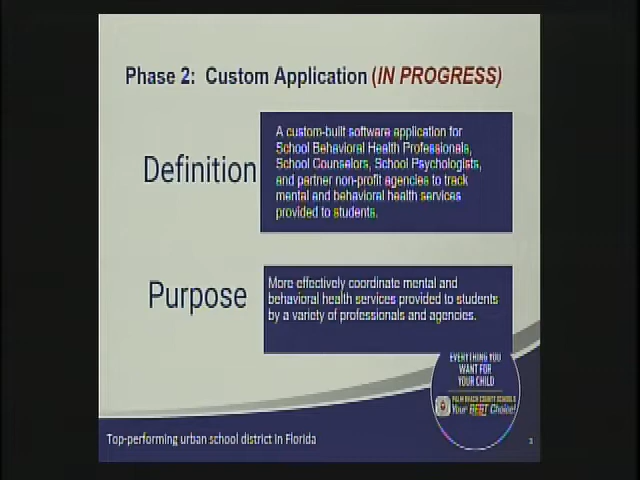 Phase 2: Custom Application (IN PROGRESS)
Definition
A custom-built software application for
School Behavioral Health Professionals,
School Counselors, School Psychologists,
and partner non-profit agencies to track
mental and behavioral health services
provided to students.
Purpose
More effectively coordinate mental and
behavioral health services provided to students
by a variety of professionals and agencies.
EVERYTHING YOU
WANT FOR
YOUR CHILD
PALM BEACH COUNTY SCHOOLS
Your BEST Choice!
Top-performing urban school district in Florida
3